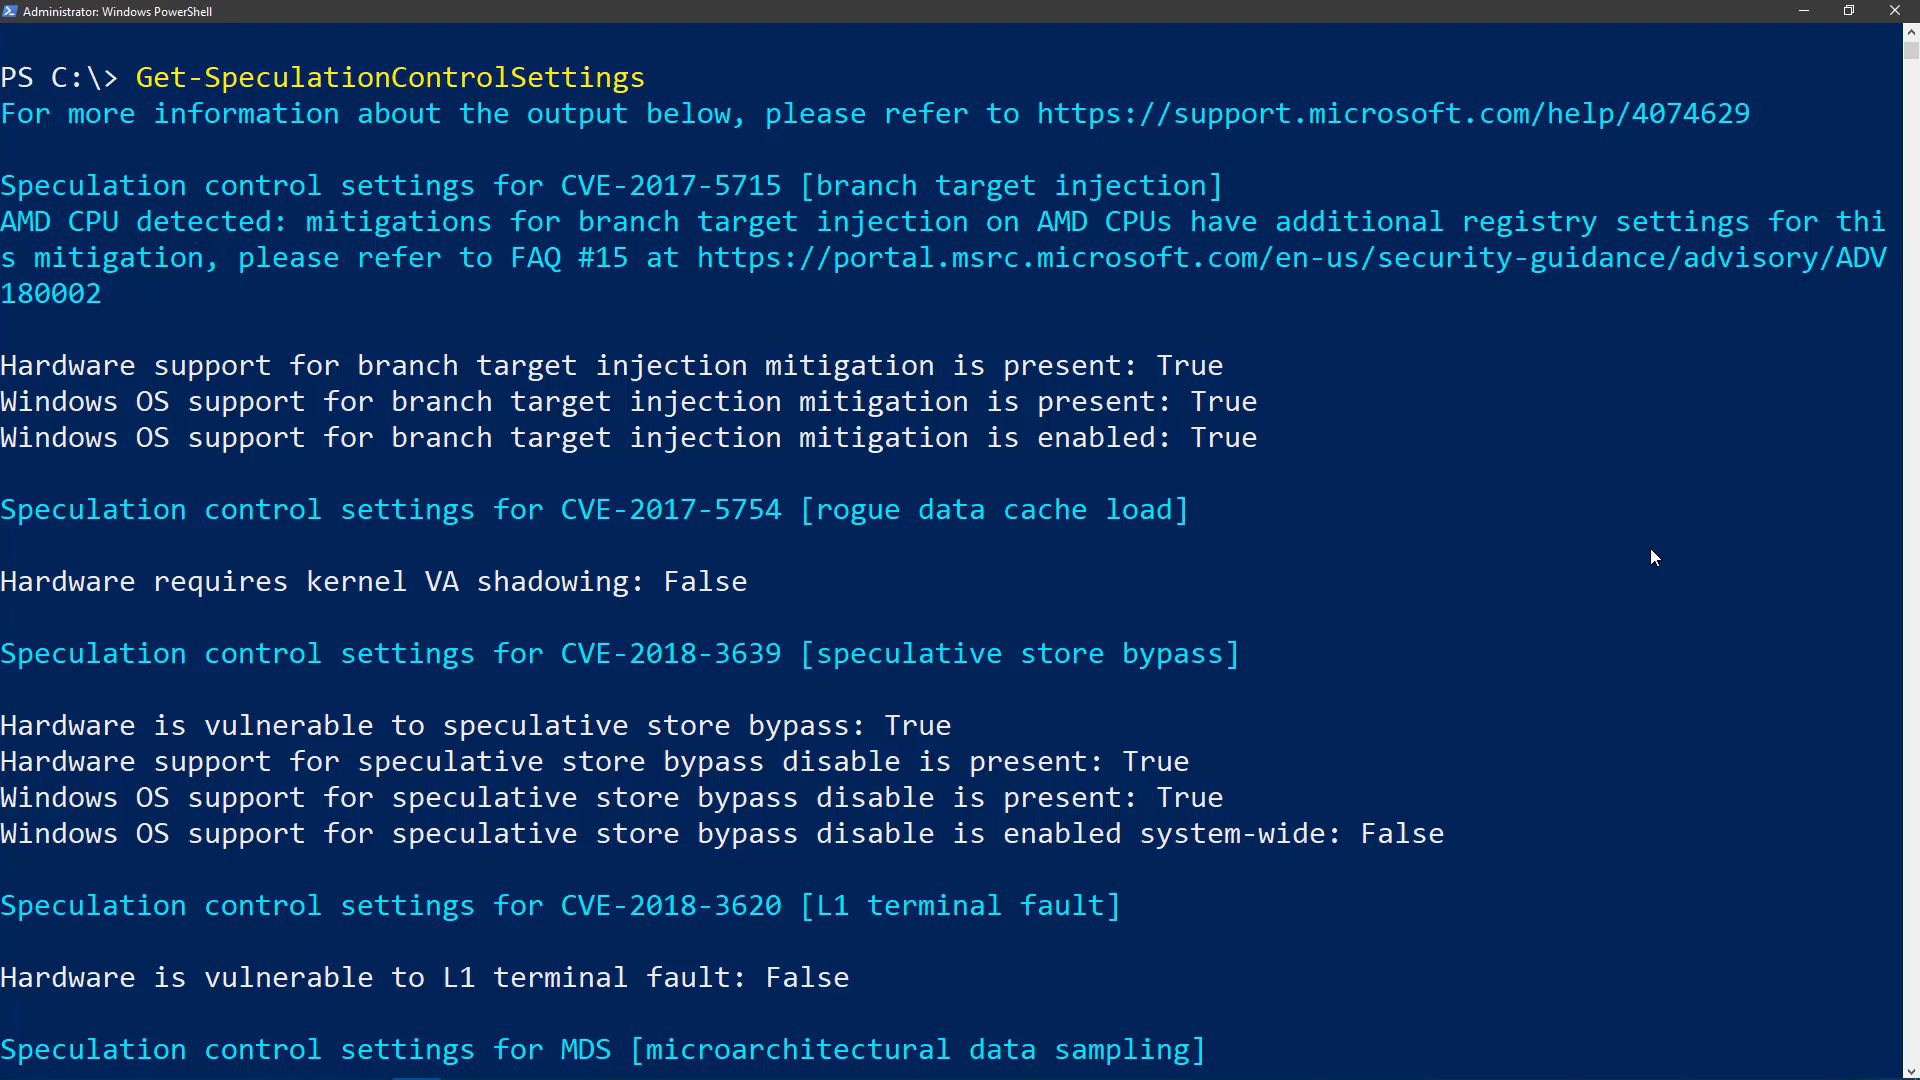 Administrator: Windows PowerShell
PS C:\> Get-SpeculationControlSettings
For more information about the output below, please refer to https://support.microsoft.com/help/4074629
Speculation control settings for CVE-2017-5715 [branch target injection]
AMD CPU detected: mitigations for branch target injection on AMD CPUs have additional registry settings for thi
s mitigation, please refer to FAQ #15 at https://portal.msrc.microsoft.com/en-us/security-guidance/advisory/ADV
180002
Hardware support for branch target injection mitigation is present: True
Windows OS support for branch target injection mitigation is present: True
Windows OS support for branch target injection mitigation is enabled: True
Speculation control settings for CVE-2017-5754 [rogue data cache load]
Hardware requires kernel VA shadowing: False
Speculation control settings for CVE-2018-3639 [speculative store bypass]
Hardware is vulnerable to speculative store bypass: True
Hardware support for speculative store bypass disable is present: True
Windows OS support for speculative store bypass disable is present: True
Windows OS support for speculative store bypass disable is enabled system-wide: False
Speculation control settings for CVE-2018-3620 [L1 terminal fault]
Hardware is vulnerable to L1 terminal fault: False
Speculation control settings for MDS [microarchitectural data sampling]